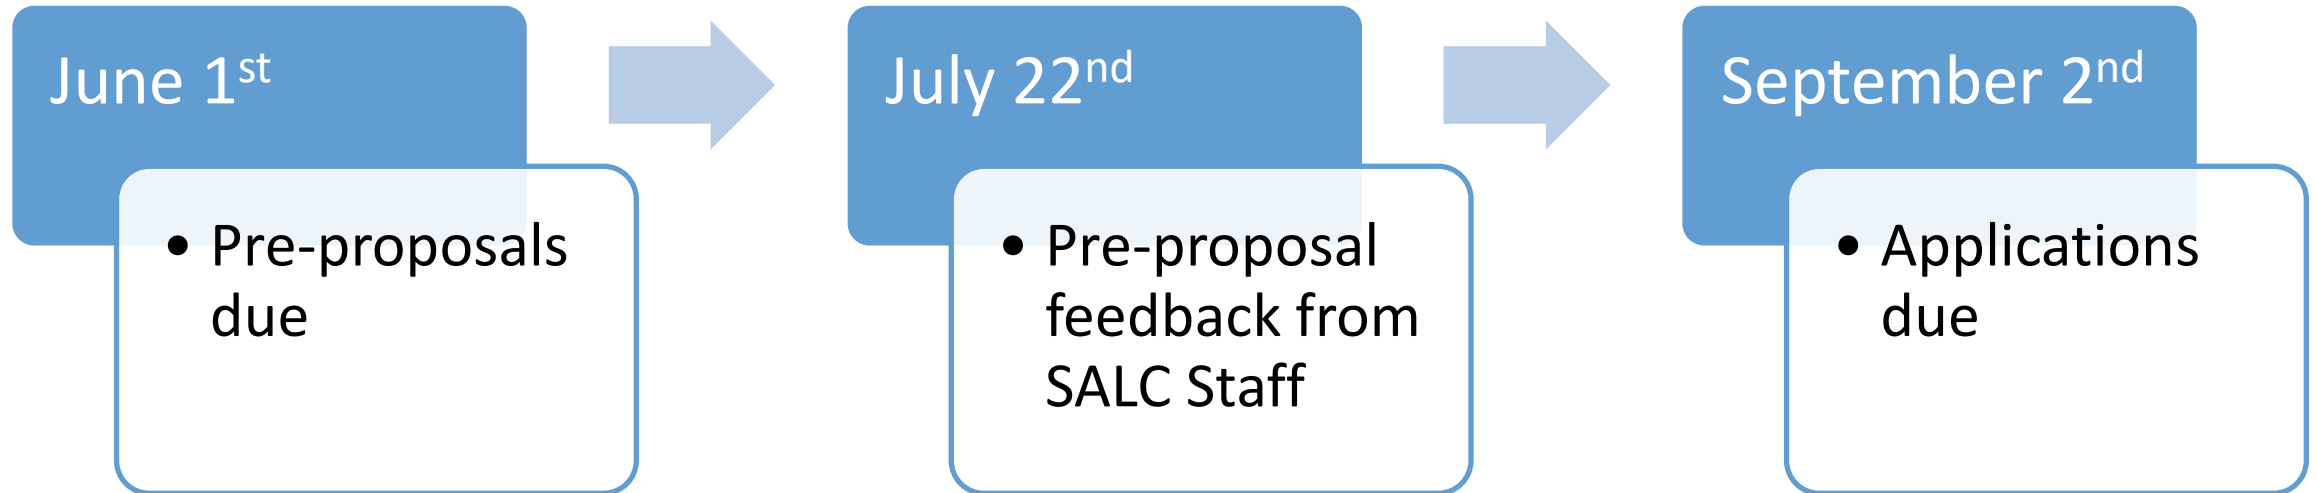 June 1st
• Pre-proposals
due
July 22nd
• Pre-proposal
feedback from
SALC Staff
September 2nd
• Applications
due